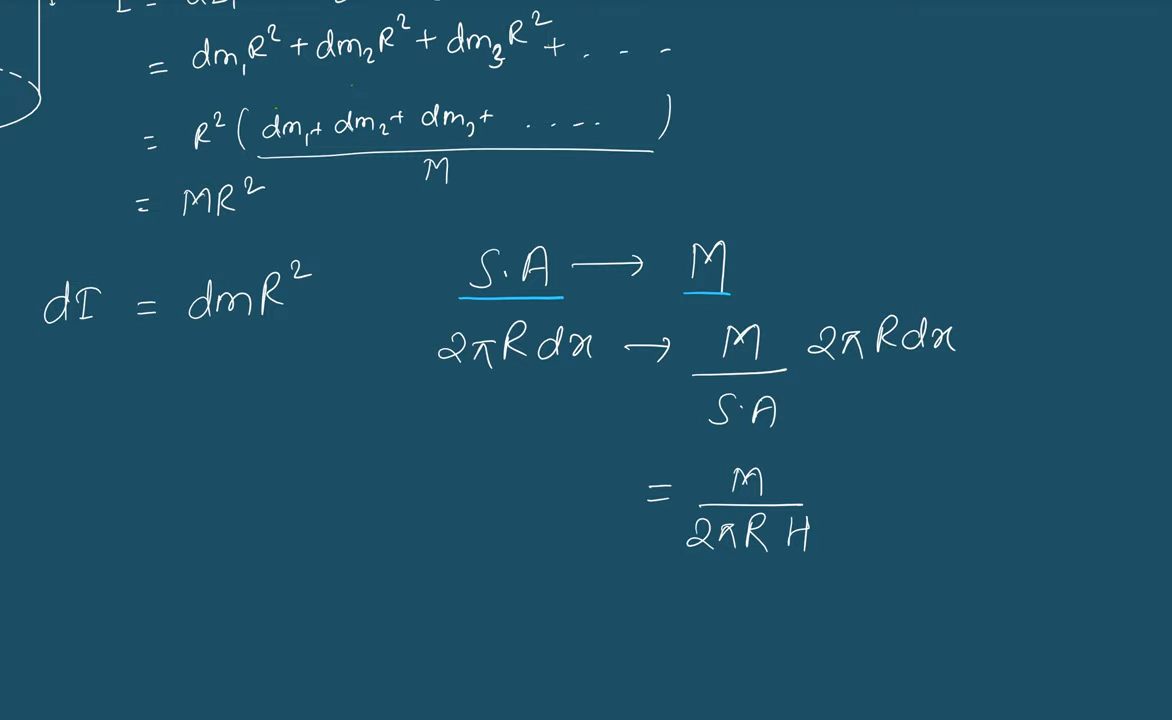 = dm₁R² + dm₂R² + dm₃R² + . - -
= R² ( dm₁+ dm₂+ dm₃+ . . . . )
M
= MR²
S.A → M
dI = dmR²
2πRdx → M/S.A 2πRdx
= M/2πRH